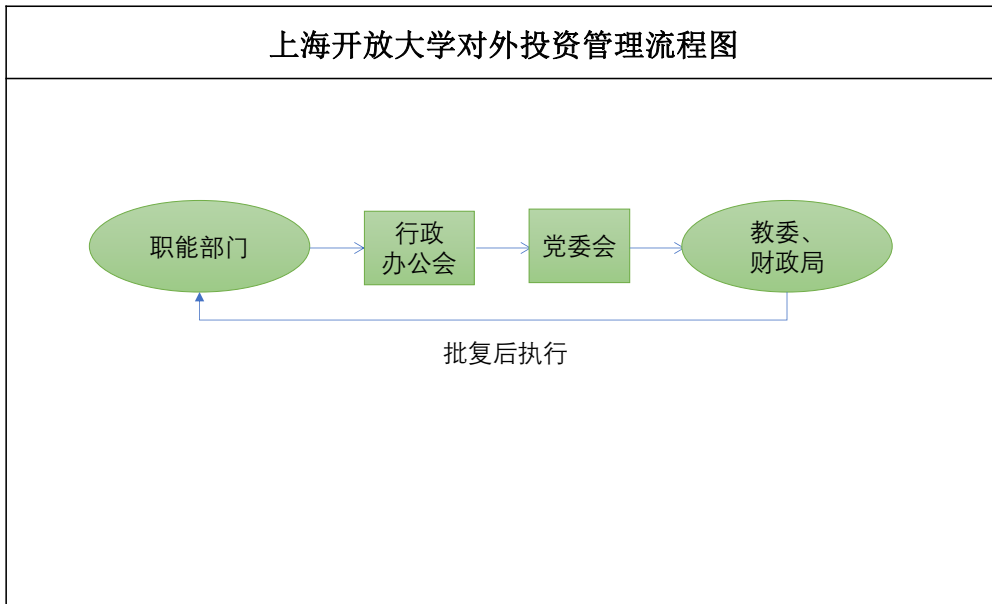 上海开放大学对外投资管理流程图
职能部门
行政
办公会
党委会
教委、
财政局
批复后执行